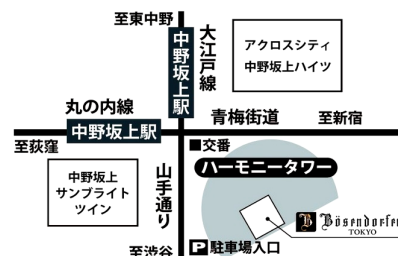 至東中野
中野坂上駅
大江戸線
アクロスシティ
中野坂上ハイツ
丸の内線
中野坂上駅
青梅街道
至新宿
至荻窪
■交番
ハーモニータワー
中野坂上
サンブライト
ツイン
山手通り
B Bösendorfer
TOKYO
至渋谷
P 駐車場入口